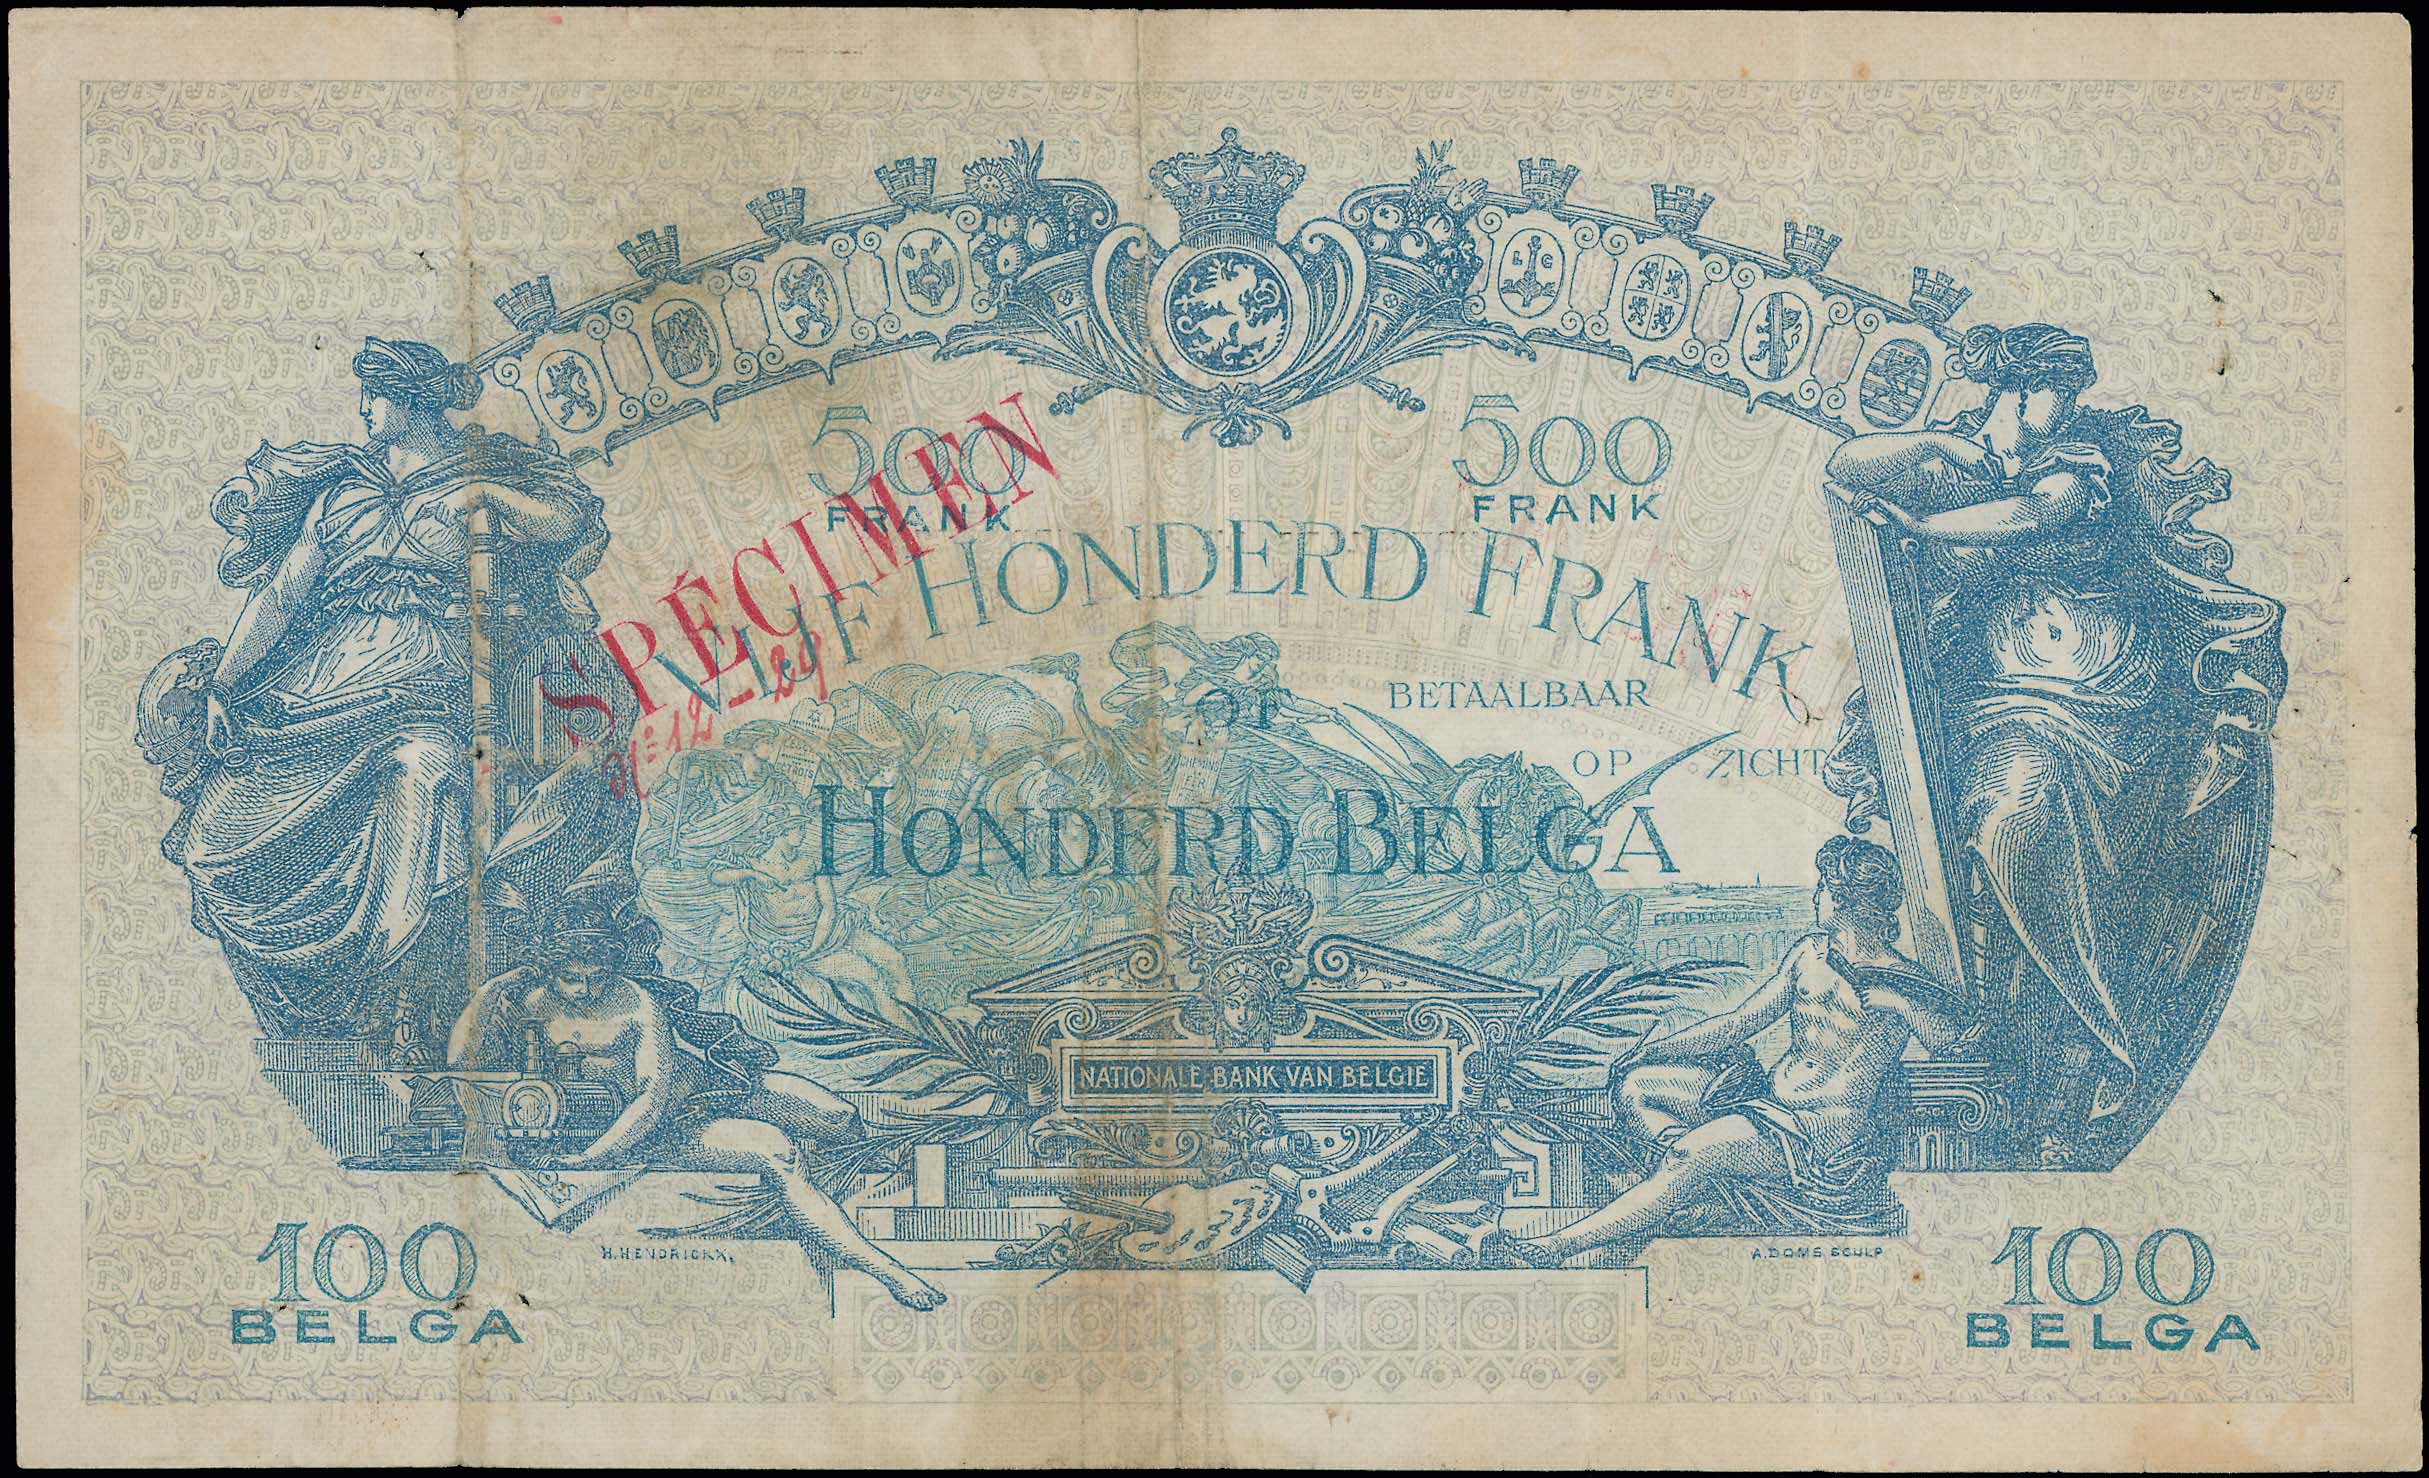 500
FRANK
500
FRANK
SPÉCIMEN
VIJF HONDERD FRANK
OF
BETAALBAAR
OP ZICHT
HONDERD BELGA
NATIONALE BANK VAN BELGIE
H. HENDRICKX.
A. DOMS SCULP
100
BELGA
100
BELGA